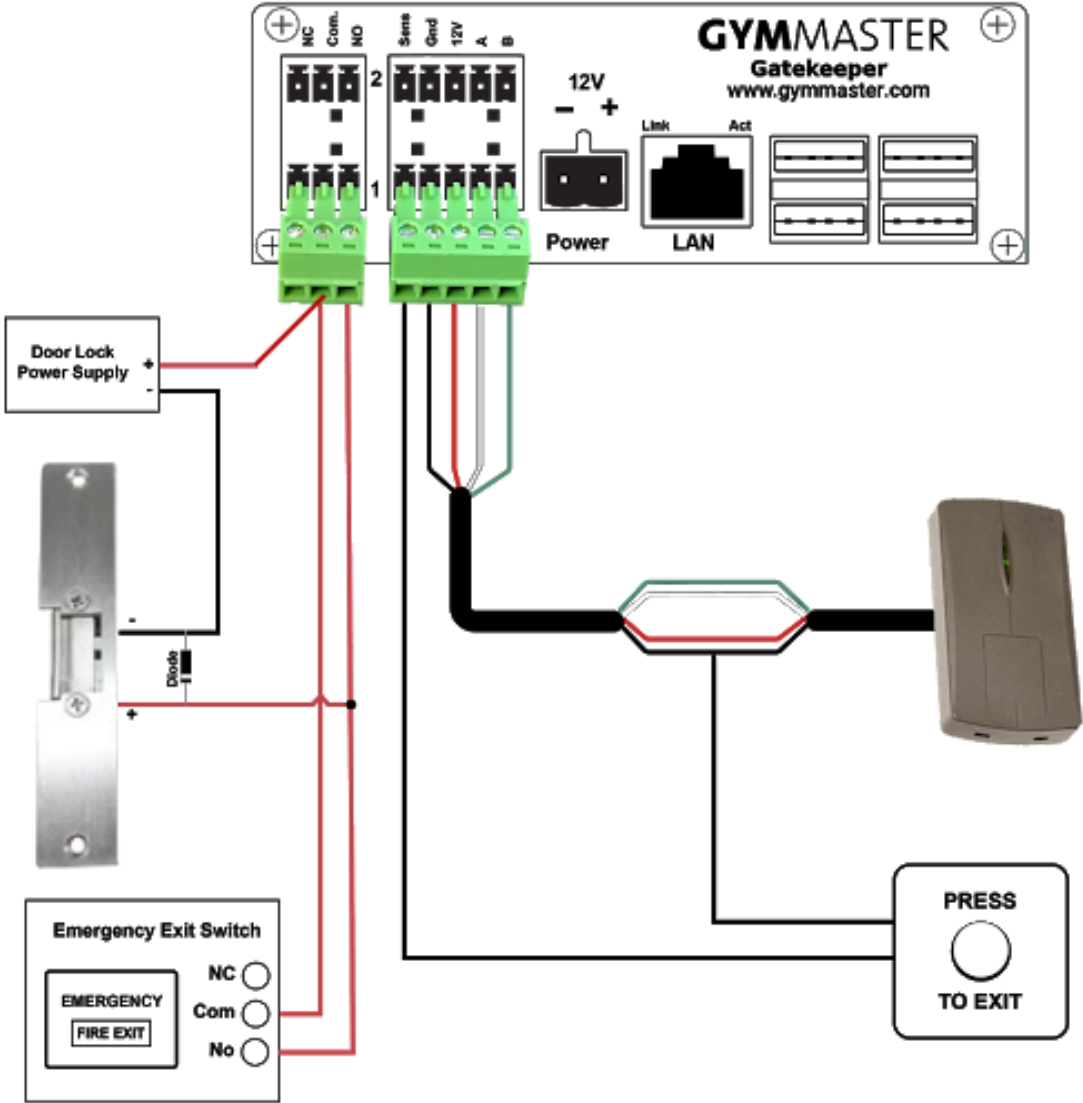 NC Com. NO Sens Gnd 12V A B
GYMMASTER
Gatekeeper
www.gymmaster.com
2
12V
− +
Link Act
1
Power LAN
Door Lock +
Power Supply
-
-
Diode
+
Emergency Exit Switch
NC
EMERGENCY
Com
FIRE EXIT
No
PRESS
TO EXIT